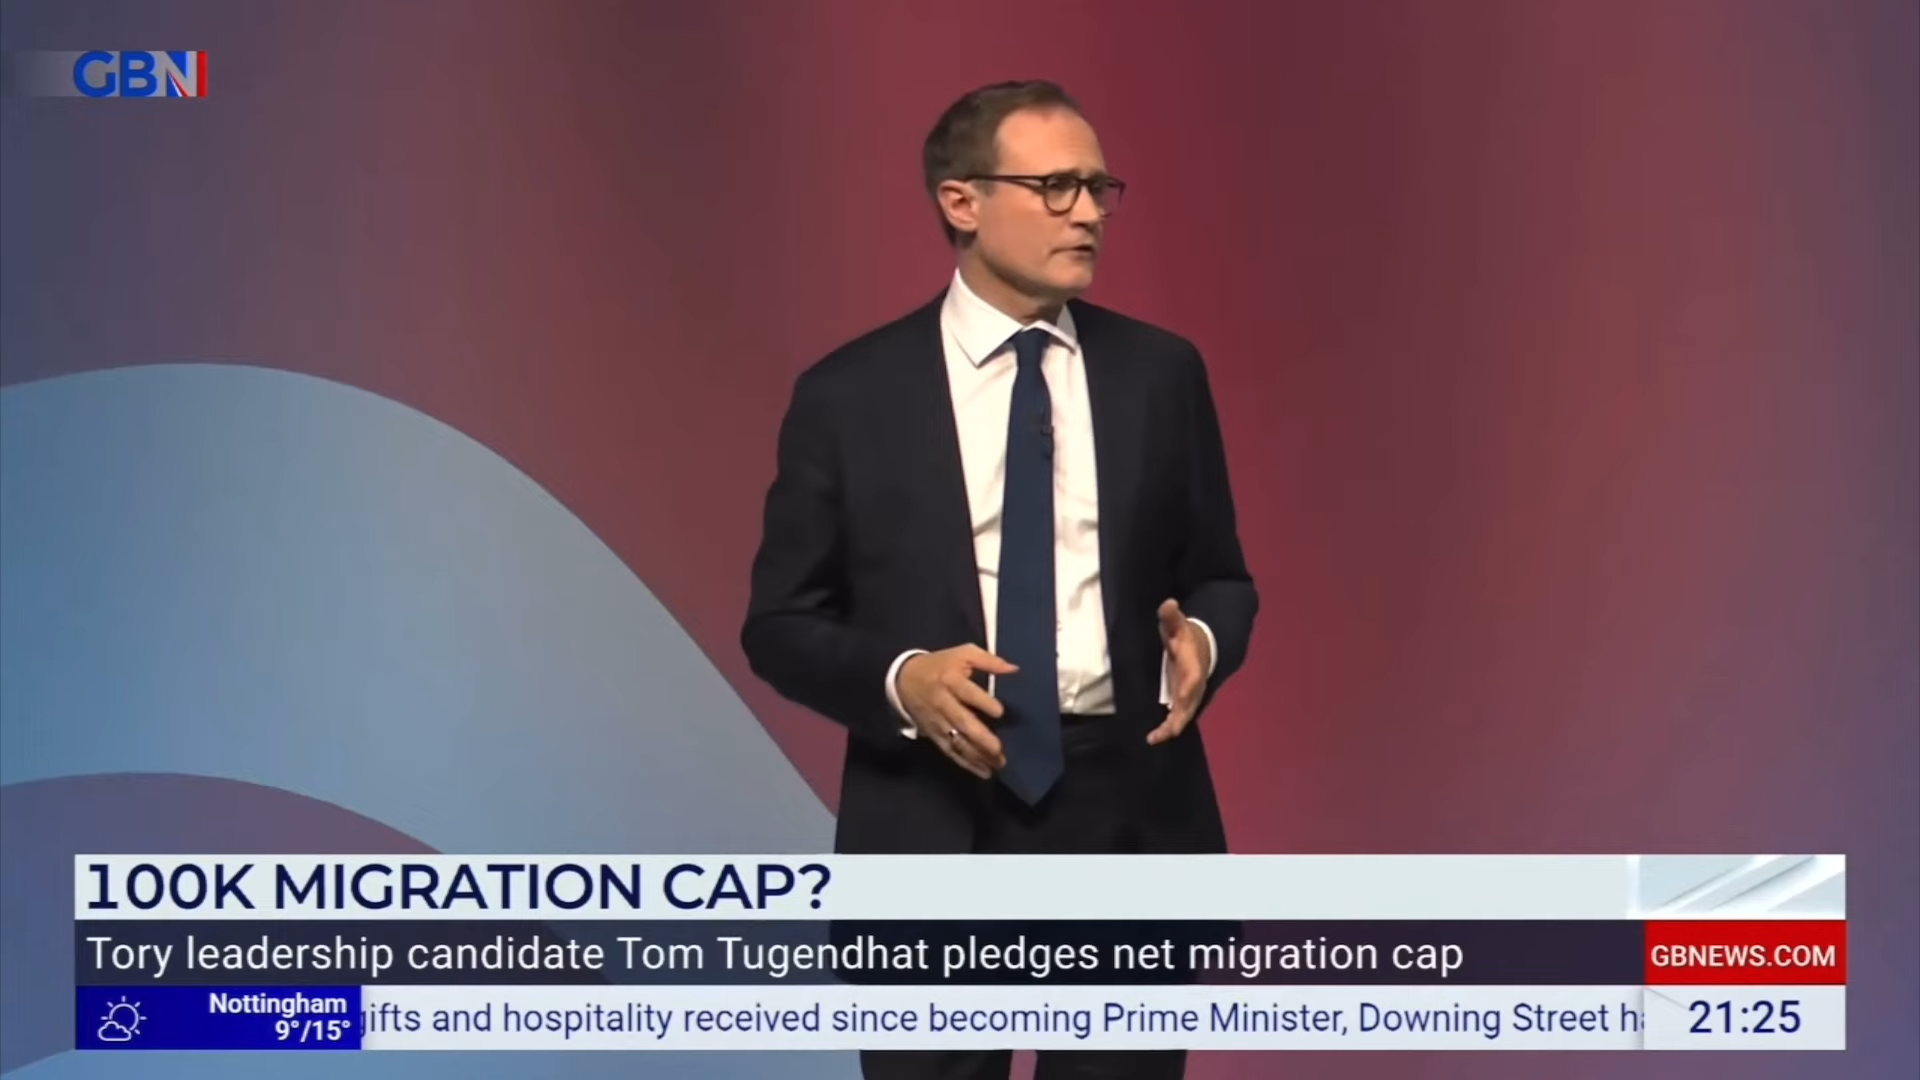 GBN
100K MIGRATION CAP?
Tory leadership candidate Tom Tugendhat pledges net migration cap
GBNEWS.COM
Nottingham
9°/15°
gifts and hospitality received since becoming Prime Minister, Downing Street
21:25